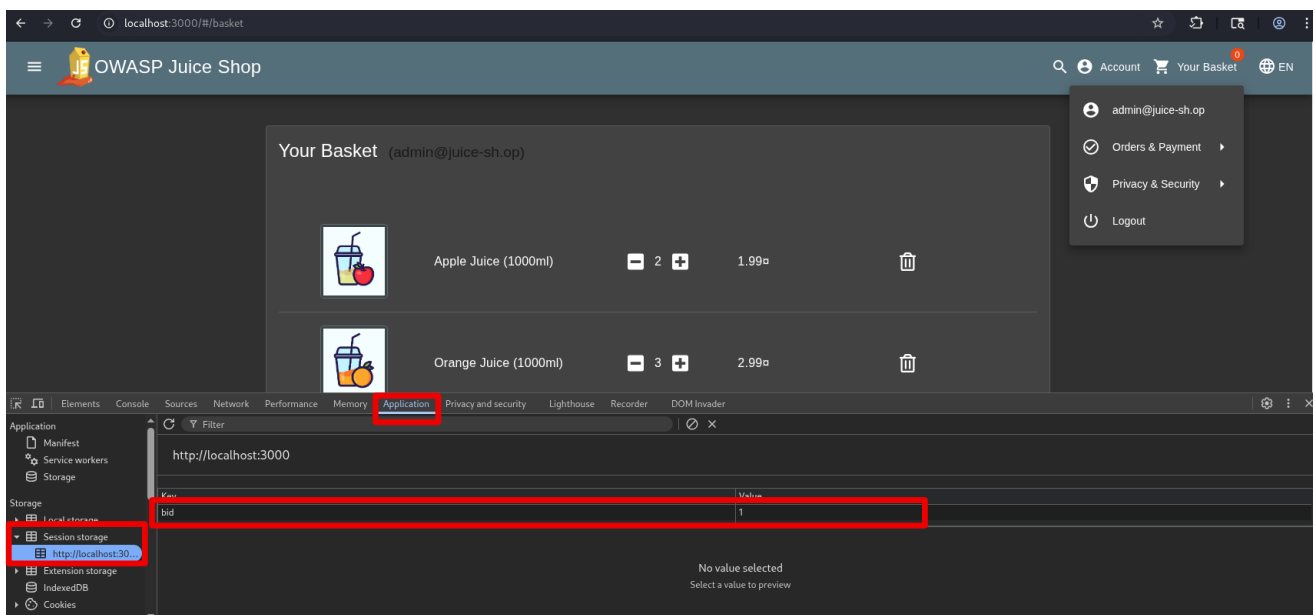 localhost:3000/#/basket
OWASP Juice Shop
Account Your Basket 0 EN
admin@juice-sh.op
Orders & Payment
Privacy & Security
Logout
Your Basket (admin@juice-sh.op)
Apple Juice (1000ml) 2 1.99¤
Orange Juice (1000ml) 3 2.99¤
Elements Console Sources Network Performance Memory Application Privacy and security Lighthouse Recorder DOM Invader
Application
Manifest
Service workers
Storage
Storage
Local storage
Session storage
http://localhost:30...
Extension storage
IndexedDB
Cookies
Filter
http://localhost:3000
Key Value
bid 1
No value selected
Select a value to preview